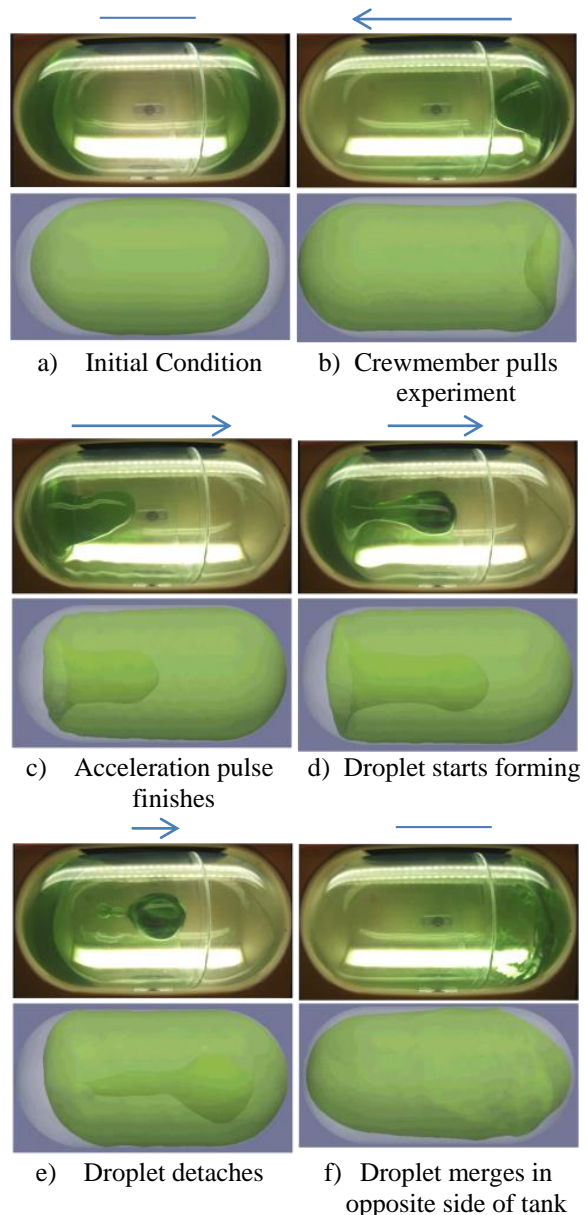 a) Initial Condition
b) Crewmember pulls
experiment
c) Acceleration pulse
finishes
d) Droplet starts forming
e) Droplet detaches
f) Droplet merges in
opposite side of tank